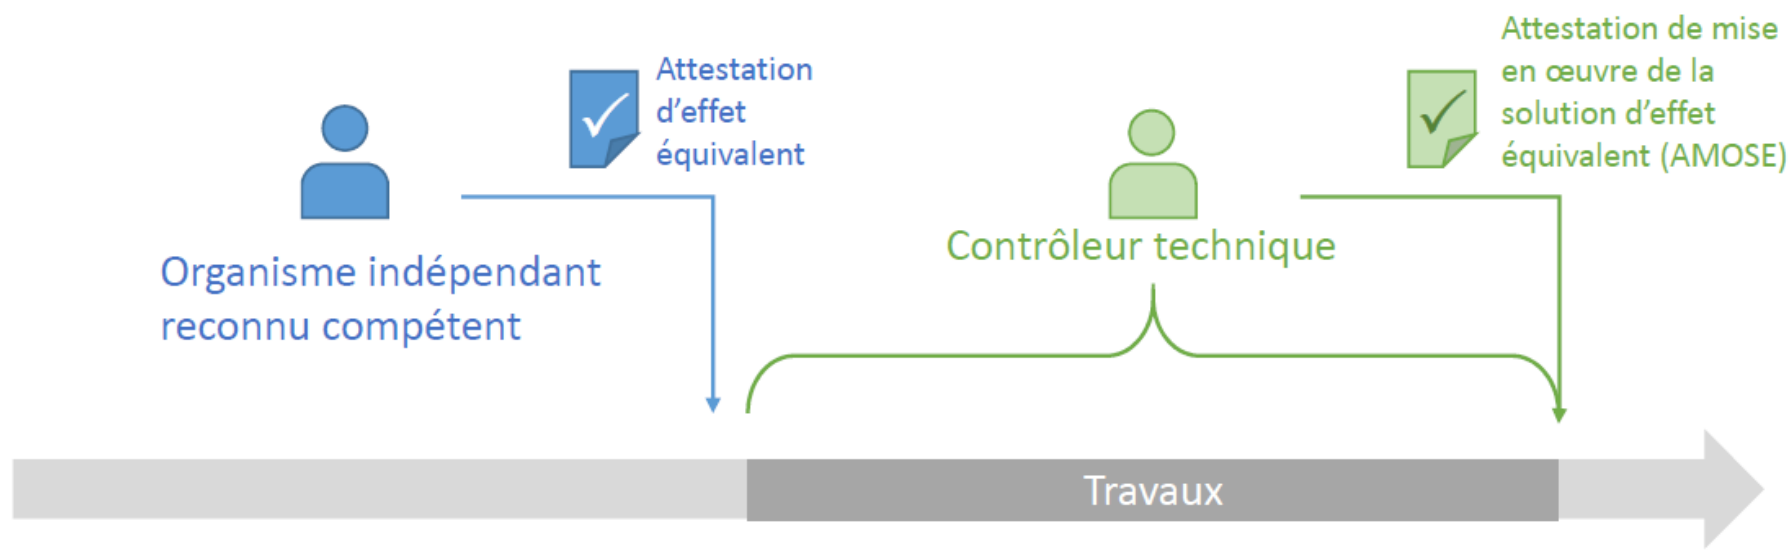 Organisme indépendant
reconnu compétent
Attestation
d’effet
équivalent
Contrôleur technique
Attestation de mise
en œuvre de la
solution d’effet
équivalent (AMOSE)
Travaux